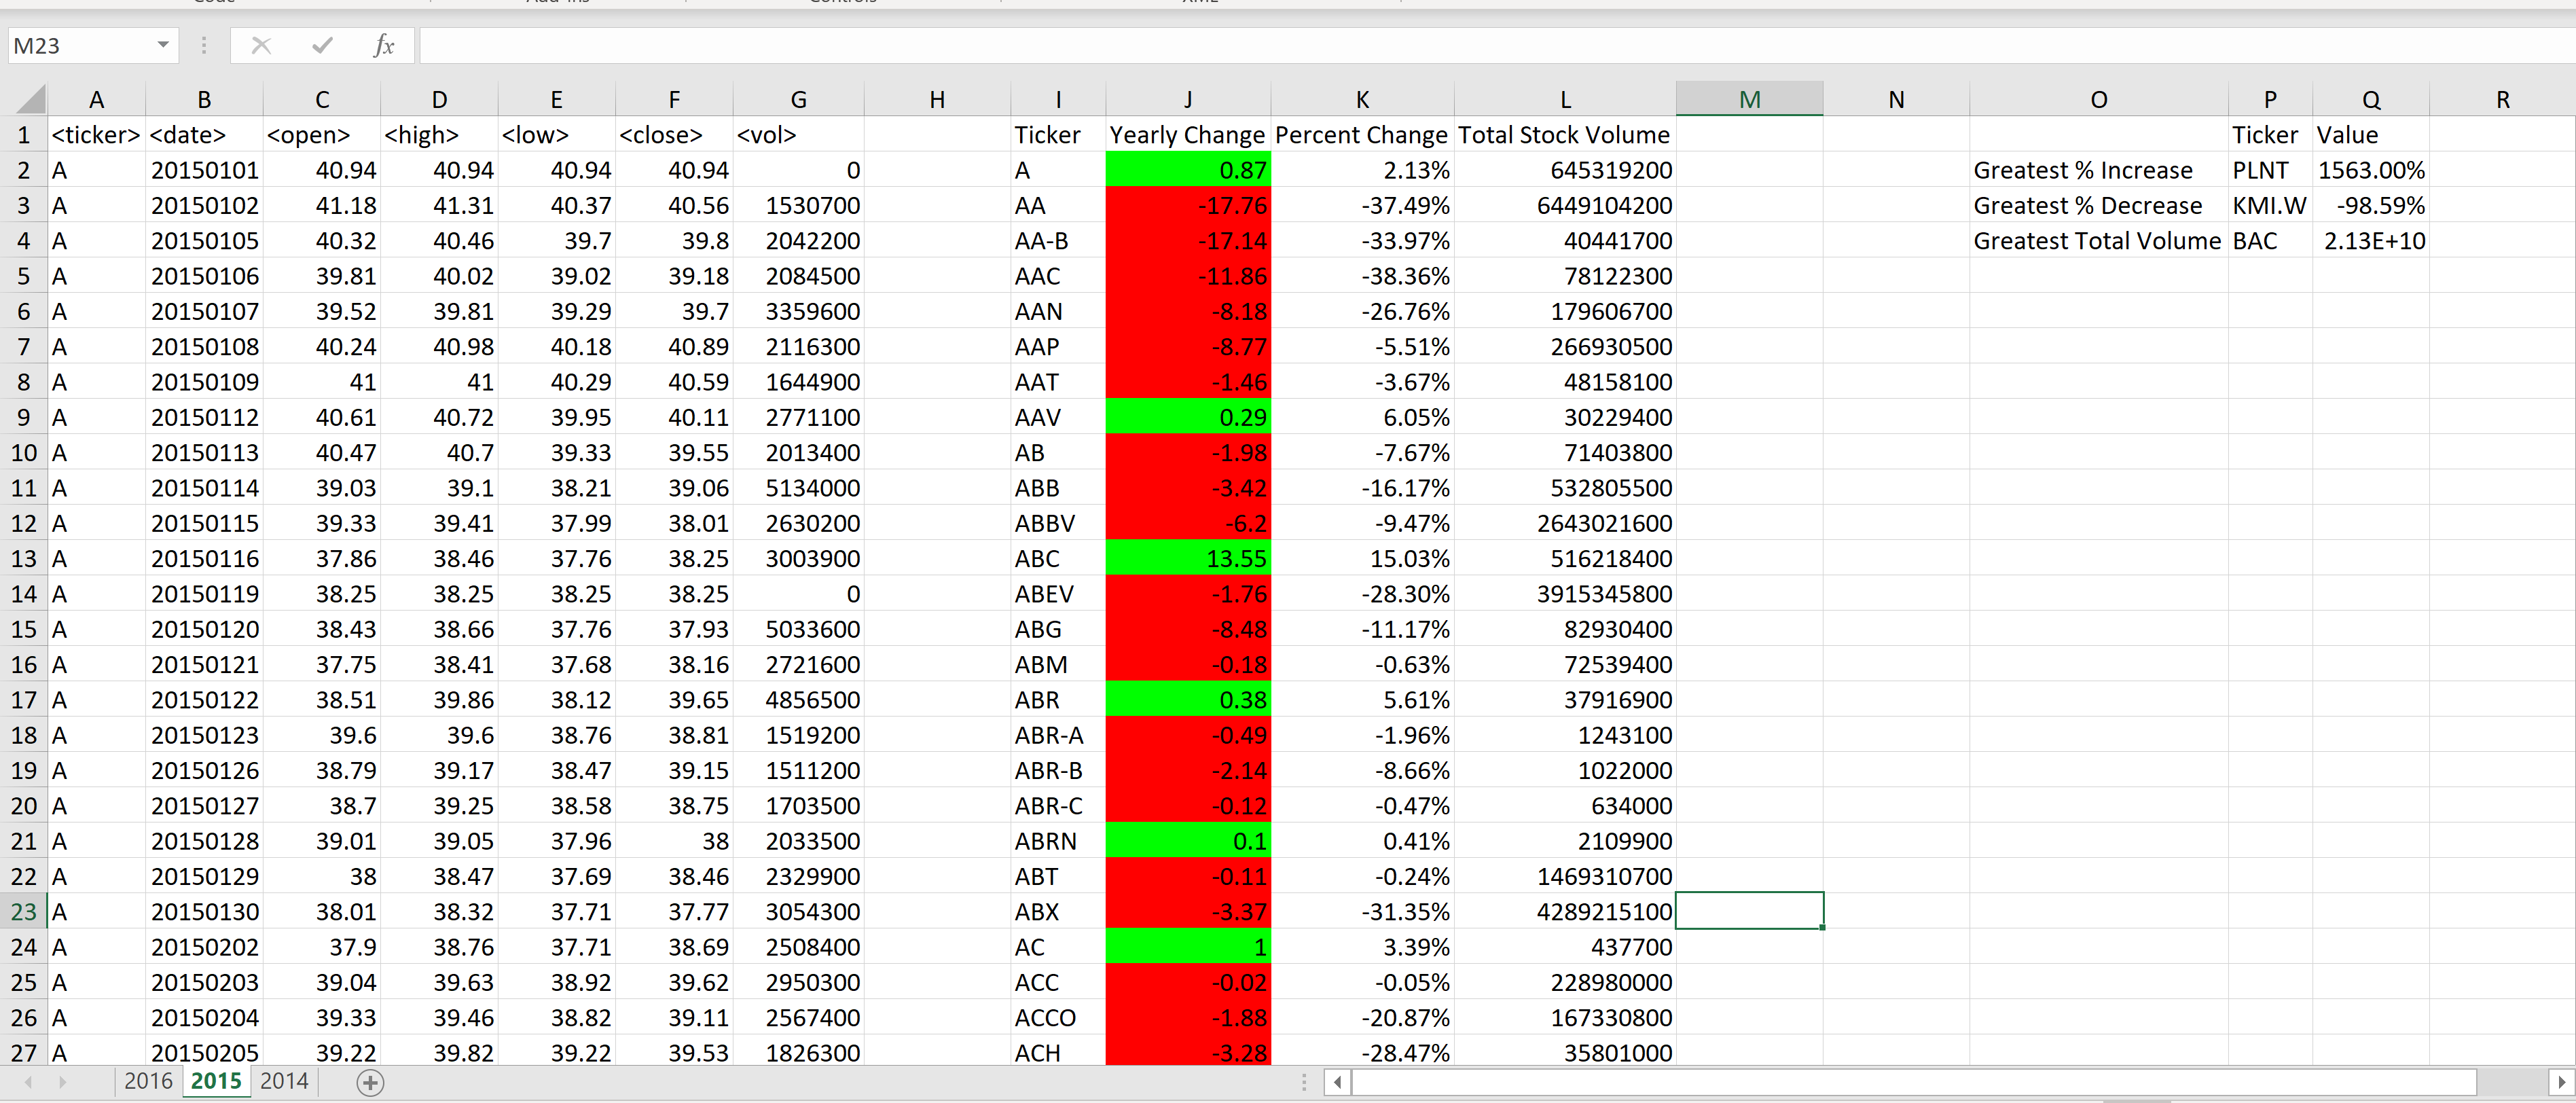 Code Add-ins Controls XML
M23 fx
A B C D E F G H I J K L M N O P Q R
1 <ticker> <date> <open> <high> <low> <close> <vol> Ticker Yearly Change Percent Change Total Stock Volume Ticker Value
2 A 20150101 40.94 40.94 40.94 40.94 0 A 0.87 2.13% 645319200 Greatest % Increase PLNT 1563.00%
3 A 20150102 41.18 41.31 40.37 40.56 1530700 AA -17.76 -37.49% 6449104200 Greatest % Decrease KMI.W -98.59%
4 A 20150105 40.32 40.46 39.7 39.8 2042200 AA-B -17.14 -33.97% 40441700 Greatest Total Volume BAC 2.13E+10
5 A 20150106 39.81 40.02 39.02 39.18 2084500 AAC -11.86 -38.36% 78122300
6 A 20150107 39.52 39.81 39.29 39.7 3359600 AAN -8.18 -26.76% 179606700
7 A 20150108 40.24 40.98 40.18 40.89 2116300 AAP -8.77 -5.51% 266930500
8 A 20150109 41 41 40.29 40.59 1644900 AAT -1.46 -3.67% 48158100
9 A 20150112 40.61 40.72 39.95 40.11 2771100 AAV 0.29 6.05% 30229400
10 A 20150113 40.47 40.7 39.33 39.55 2013400 AB -1.98 -7.67% 71403800
11 A 20150114 39.03 39.1 38.21 39.06 5134000 ABB -3.42 -16.17% 532805500
12 A 20150115 39.33 39.41 37.99 38.01 2630200 ABBV -6.2 -9.47% 2643021600
13 A 20150116 37.86 38.46 37.76 38.25 3003900 ABC 13.55 15.03% 516218400
14 A 20150119 38.25 38.25 38.25 38.25 0 ABEV -1.76 -28.30% 3915345800
15 A 20150120 38.43 38.66 37.76 37.93 5033600 ABG -8.48 -11.17% 82930400
16 A 20150121 37.75 38.41 37.68 38.16 2721600 ABM -0.18 -0.63% 72539400
17 A 20150122 38.51 39.86 38.12 39.65 4856500 ABR 0.38 5.61% 37916900
18 A 20150123 39.6 39.6 38.76 38.81 1519200 ABR-A -0.49 -1.96% 1243100
19 A 20150126 38.79 39.17 38.47 39.15 1511200 ABR-B -2.14 -8.66% 1022000
20 A 20150127 38.7 39.25 38.58 38.75 1703500 ABR-C -0.12 -0.47% 634000
21 A 20150128 39.01 39.05 37.96 38 2033500 ABRN 0.1 0.41% 2109900
22 A 20150129 38 38.47 37.69 38.46 2329900 ABT -0.11 -0.24% 1469310700
23 A 20150130 38.01 38.32 37.71 37.77 3054300 ABX -3.37 -31.35% 4289215100
24 A 20150202 37.9 38.76 37.71 38.69 2508400 AC 1 3.39% 437700
25 A 20150203 39.04 39.63 38.92 39.62 2950300 ACC -0.02 -0.05% 228980000
26 A 20150204 39.33 39.46 38.82 39.11 2567400 ACCO -1.88 -20.87% 167330800
27 A 20150205 39.22 39.82 39.22 39.53 1826300 ACH -3.28 -28.47% 35801000
2016 2015 2014